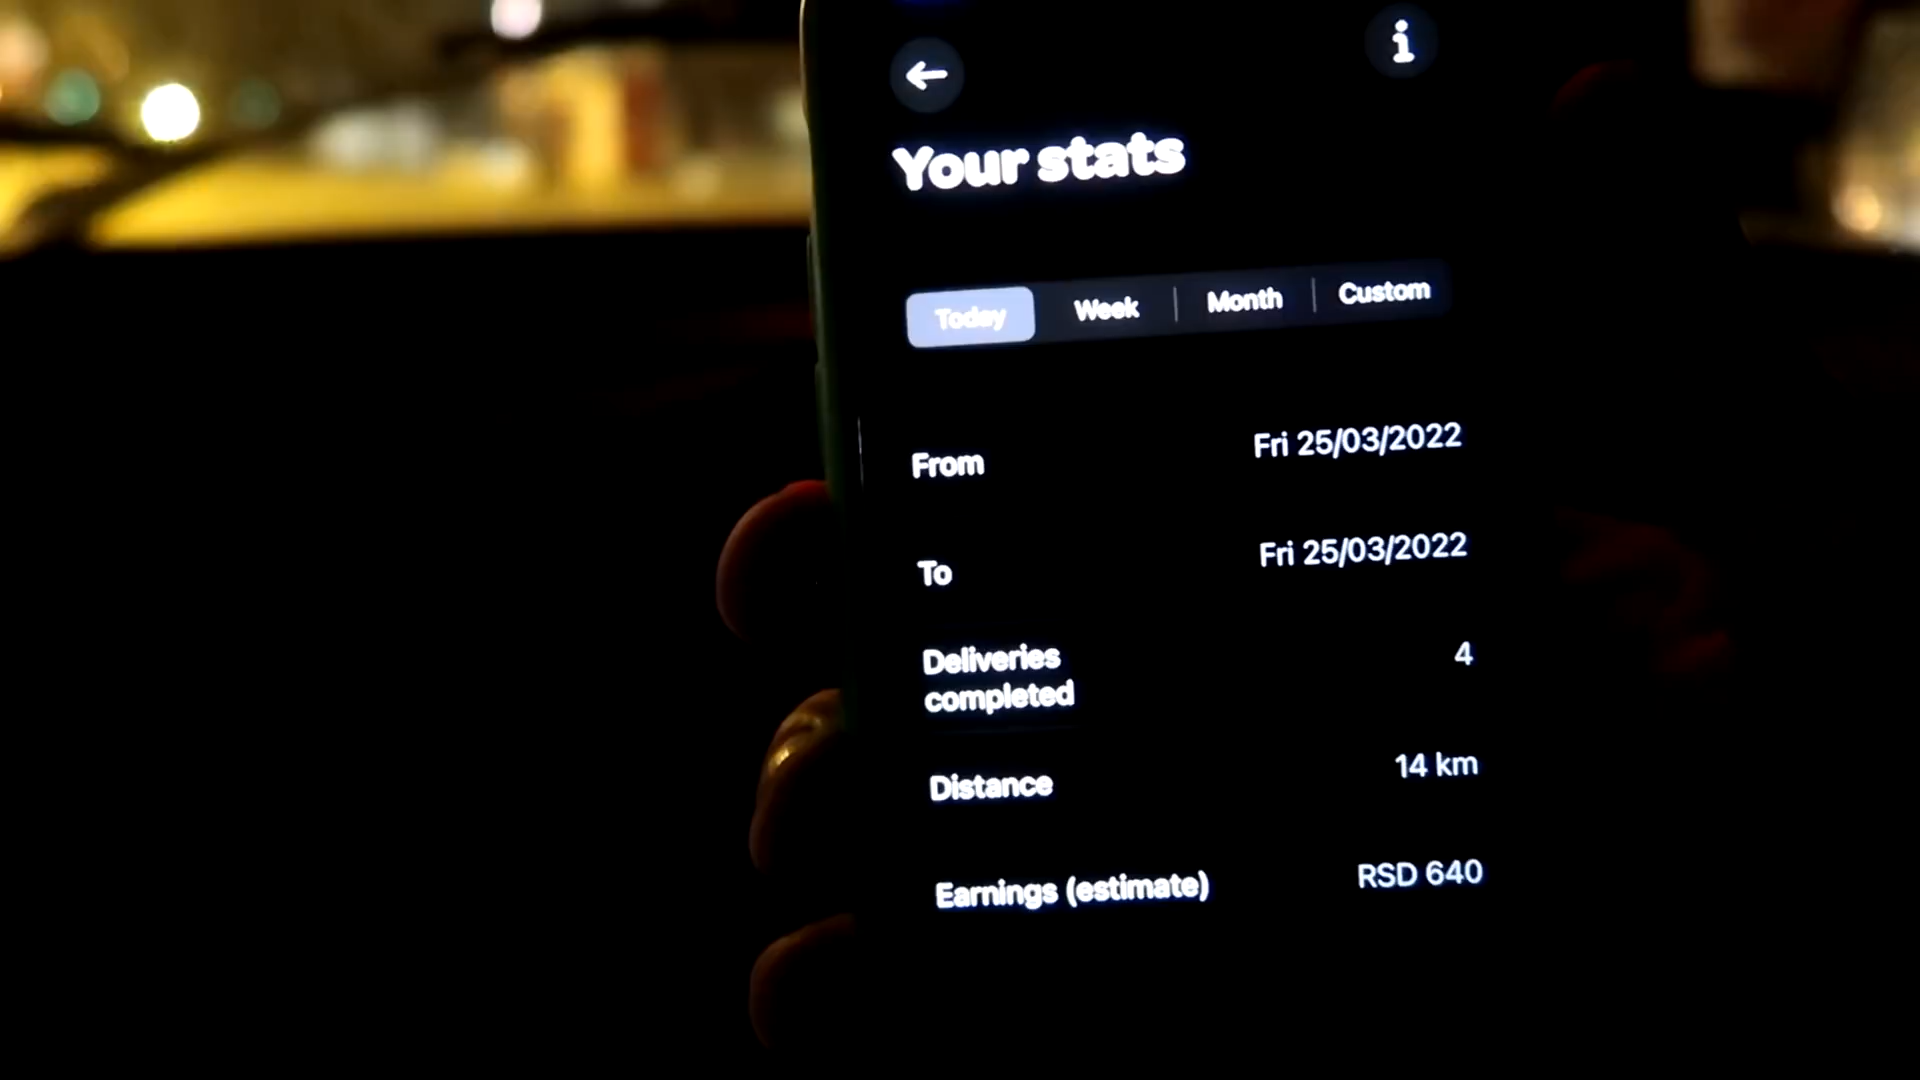 i
Your stats
Today Week Month Custom
From Fri 25/03/2022
To Fri 25/03/2022
Deliveries completed 4
Distance 14 km
Earnings (estimate) RSD 640